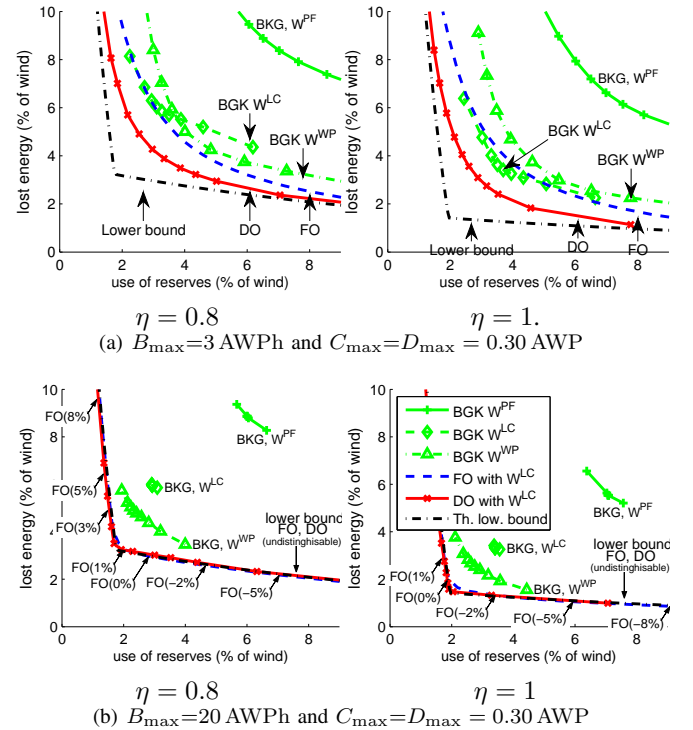 10
8
6
4
2
0
lost energy (% of wind)
BKG, W^PF
BGK W^LC
BGK W^WP
Lower bound
DO
FO
0
2
4
6
8
use of reserves (% of wind)
η = 0.8
10
8
6
4
2
0
lost energy (% of wind)
BKG, W^PF
BGK W^LC
BGK W^WP
Lower bound
DO
FO
0
2
4
6
8
use of reserves (% of wind)
η = 1.
(a) B_max=3 AWPh and C_max=D_max = 0.30 AWP
10
8
6
4
2
0
lost energy (% of wind)
FO(8%)
FO(5%)
FO(3%)
FO(1%)
FO(0%)
FO(−2%)
FO(−5%)
BKG, W^PF
BKG, W^LC
BKG, W^WP
lower bound
FO, DO
(undistinghisable)
0
2
4
6
8
use of reserves (% of wind)
η = 0.8
10
8
6
4
2
0
lost energy (% of wind)
BGK W^PF
BGK W^LC
BGK W^WP
FO with W^LC
DO with W^LC
Th. low. bound
BKG, W^PF
BKG, W^LC
BKG, W^WP
lower bound
FO, DO
(undistinghisable)
FO(1%)
FO(0%)
FO(−2%)
FO(−5%)
FO(−8%)
0
2
4
6
8
use of reserves (% of wind)
η = 1
(b) B_max=20 AWPh and C_max=D_max = 0.30 AWP